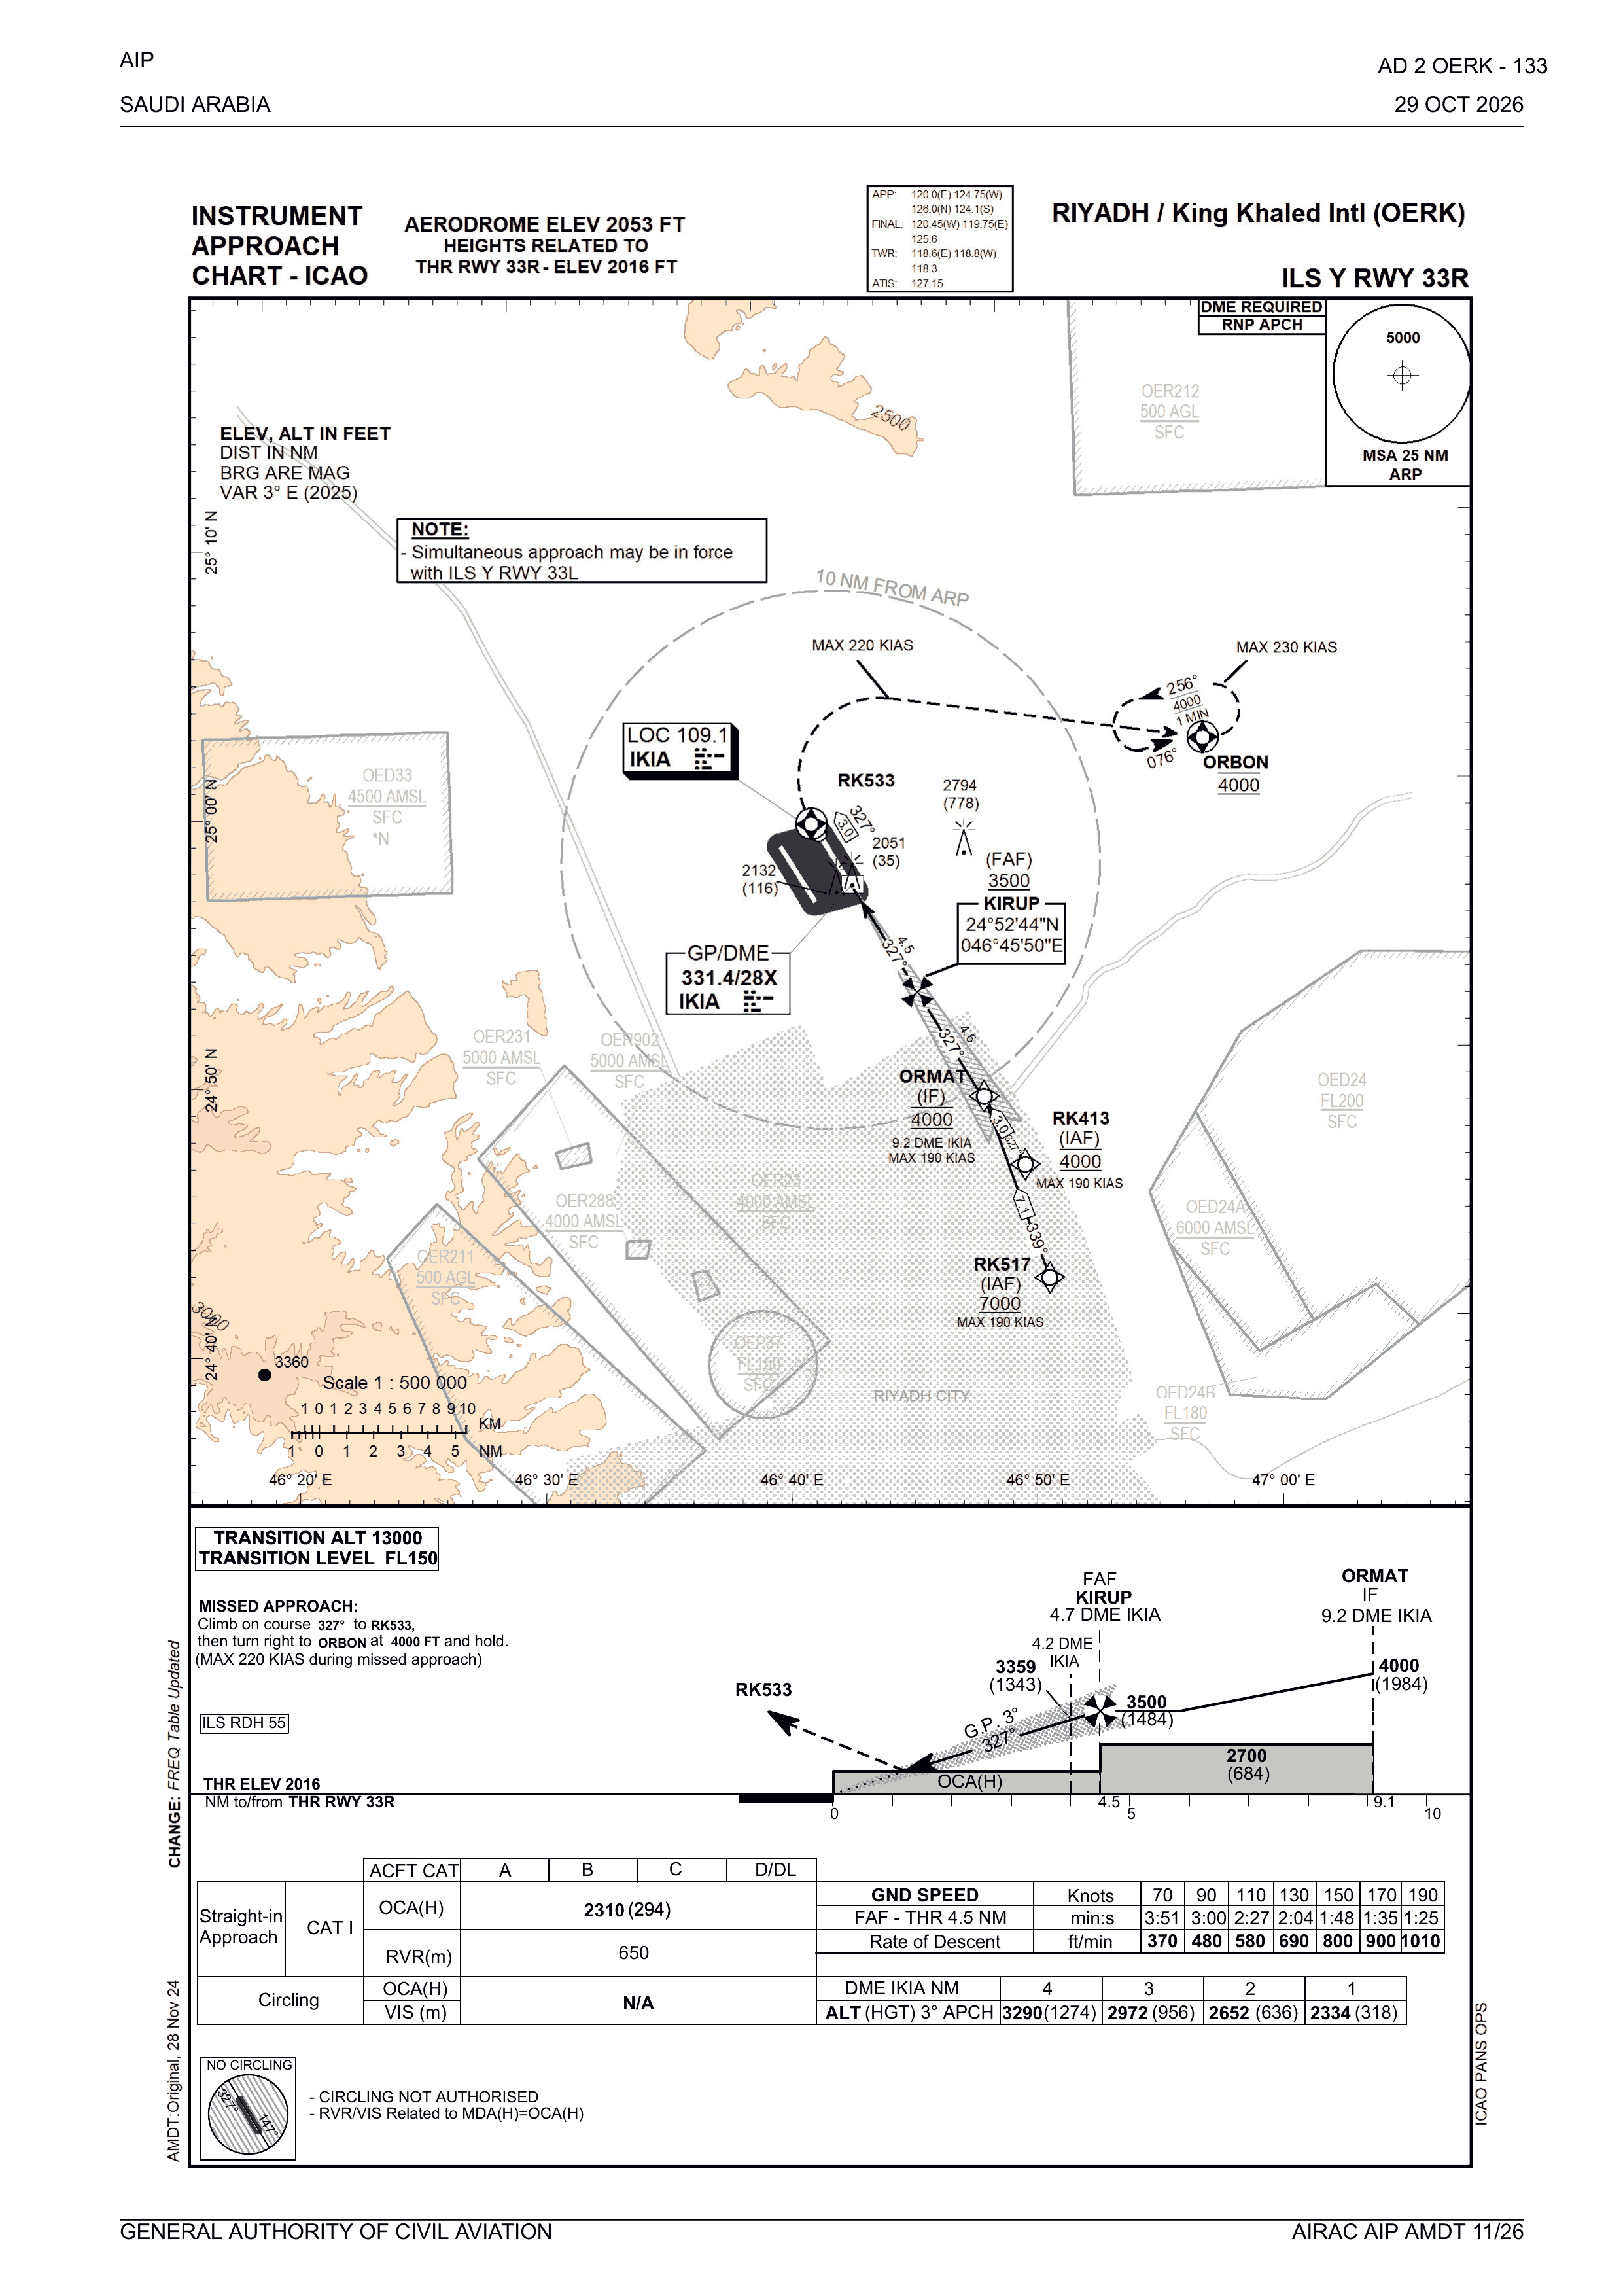 AIP
AD 2 OERK - 133
SAUDI ARABIA
29 OCT 2026
INSTRUMENT
APPROACH
CHART - ICAO
AERODROME ELEV 2053 FT
HEIGHTS RELATED TO
THR RWY 33R - ELEV 2016 FT
APP: 120.0(E) 124.75(W)
126.0(N) 124.1(S)
FINAL: 120.45(W) 119.75(E)
125.6
TWR: 118.6(E) 118.8(W)
118.3
ATIS: 127.15
RIYADH / King Khaled Intl (OERK)
ILS Y RWY 33R
DME REQUIRED
RNP APCH
5000
MSA 25 NM
ARP
OER212
500 AGL
SFC
2500
ELEV, ALT IN FEET
DIST IN NM
BRG ARE MAG
VAR 3° E (2025)
25° 10' N
NOTE:
- Simultaneous approach may be in force
with ILS Y RWY 33L
10 NM FROM ARP
MAX 220 KIAS
MAX 230 KIAS
256°
4000
1 MIN
076°
ORBON
4000
LOC 109.1
IKIA
RK533
327°
3.0
2794
(778)
2051
(35)
2132
(116)
OED33
4500 AMSL
SFC
*N
25° 00' N
(FAF)
3500
KIRUP
24°52'44"N
046°45'50"E
4.5
327°
GP/DME
331.4/28X
IKIA
OER231
5000 AMSL
SFC
OER902
5000 AMSL
SFC
4.6
327°
24° 50' N
ORMAT
(IF)
4000
9.2 DME IKIA
MAX 190 KIAS
3.0
327°
RK413
(IAF)
4000
MAX 190 KIAS
OED24
FL200
SFC
OER23
4000 AMSL
SFC
OER288
4000 AMSL
SFC
7.1
339°
OED24A
6000 AMSL
SFC
OER211
500 AGL
SFC
RK517
(IAF)
7000
MAX 190 KIAS
3000
24° 40' N
3360
OEP37
FL150
SFC
RIYADH CITY
OED24B
FL180
SFC
Scale 1 : 500 000
1 0 1 2 3 4 5 6 7 8 9 10
KM
1 0 1 2 3 4 5 NM
46° 20' E
46° 30' E
46° 40' E
46° 50' E
47° 00' E
TRANSITION ALT 13000
TRANSITION LEVEL FL150
MISSED APPROACH:
Climb on course 327° to RK533,
then turn right to ORBON at 4000 FT and hold.
(MAX 220 KIAS during missed approach)
ILS RDH 55
FAF
KIRUP
4.7 DME IKIA
ORMAT
IF
9.2 DME IKIA
4.2 DME
IKIA
3359
(1343)
4000
(1984)
RK533
3500
(1484)
G.P. 3°
327°
2700
(684)
OCA(H)
THR ELEV 2016
NM to/from THR RWY 33R
0
4.5
5
9.1
10
CHANGE: FREQ Table Updated
ACFT CAT A B C D/DL
Straight-in
Approach
CAT I
OCA(H)
2310 (294)
RVR(m)
650
Circling
OCA(H)
VIS (m)
N/A
GND SPEED Knots 70 90 110 130 150 170 190
FAF - THR 4.5 NM min:s 3:51 3:00 2:27 2:04 1:48 1:35 1:25
Rate of Descent ft/min 370 480 580 690 800 900 1010
DME IKIA NM 4 3 2 1
ALT (HGT) 3° APCH 3290(1274) 2972 (956) 2652 (636) 2334 (318)
AMDT:Original, 28 Nov 24
ICAO PANS OPS
NO CIRCLING
327°
147°
- CIRCLING NOT AUTHORISED
- RVR/VIS Related to MDA(H)=OCA(H)
GENERAL AUTHORITY OF CIVIL AVIATION
AIRAC AIP AMDT 11/26